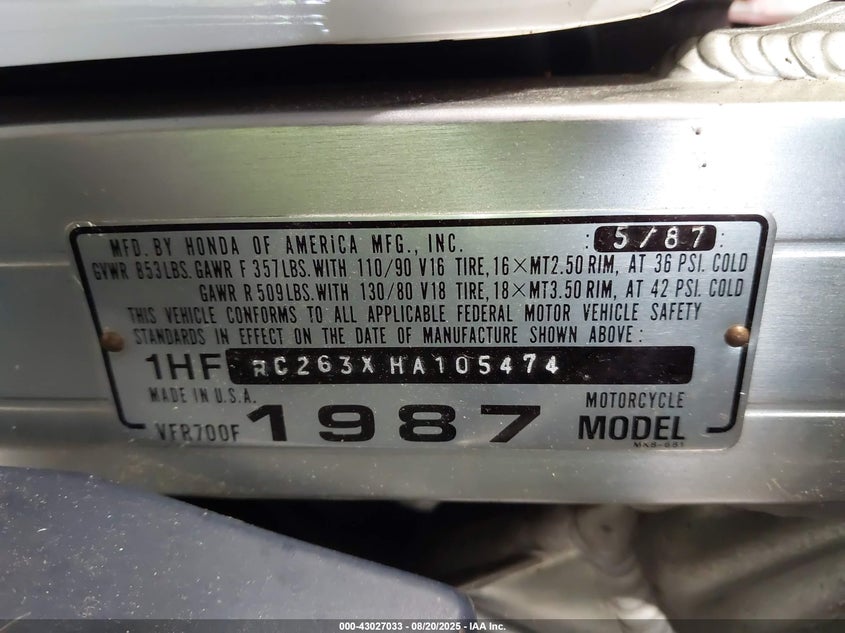 MFD. BY HONDA OF AMERICA MFG., INC. 5/87
GVWR 853LBS. GAWR F 357LBS. WITH 110/90 V16 TIRE, 16×MT2.50 RIM, AT 36 PSI. COLD
GAWR R 509LBS. WITH 130/80 V18 TIRE, 18×MT3.50 RIM, AT 42 PSI. COLD
THIS VEHICLE CONFORMS TO ALL APPLICABLE FEDERAL MOTOR VEHICLE SAFETY
STANDARDS IN EFFECT ON THE DATE OF MANUFACTURE SHOWN ABOVE:
1HF RC263X HA105474
MADE IN U.S.A. MOTORCYCLE
VFR700F 1987 MODEL
000-43027033 - 08/20/2025 - IAA Inc.